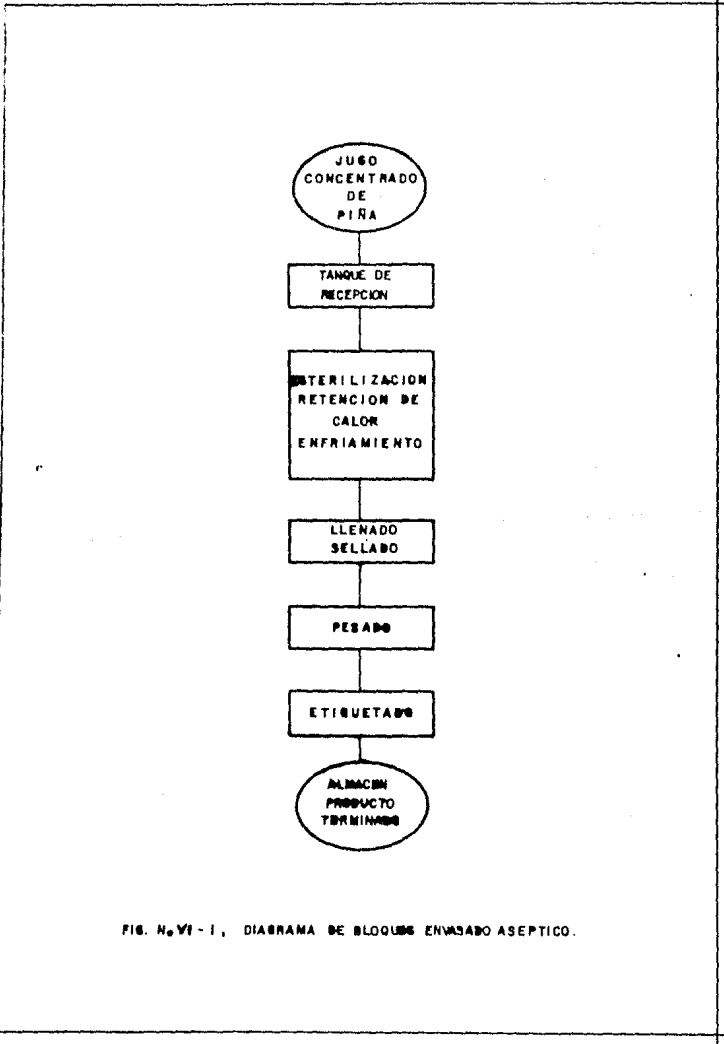 JUGO
CONCENTRADO
DE
PIÑA
TANQUE DE
RECEPCION
ESTERILIZACION
RETENCION DE
CALOR
ENFRIAMIENTO
LLENADO
SELLADO
PESADO
ETIQUETADO
ALMACEN
PRODUCTO
TERMINADO
FIG. No VI - I, DIAGRAMA DE BLOQUES ENVASADO ASEPTICO.